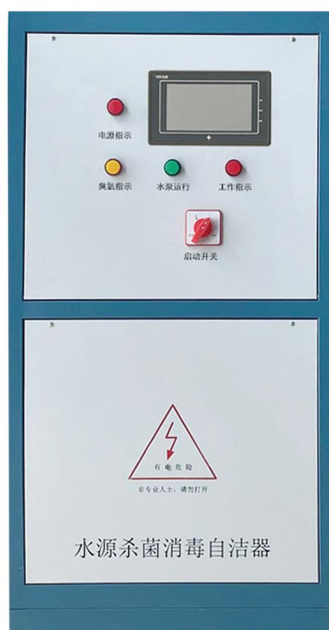 电源指示
臭氧指示 水泵运行 工作指示
启动开关
有电危险
非专业人士，请勿打开
水源杀菌消毒自洁器